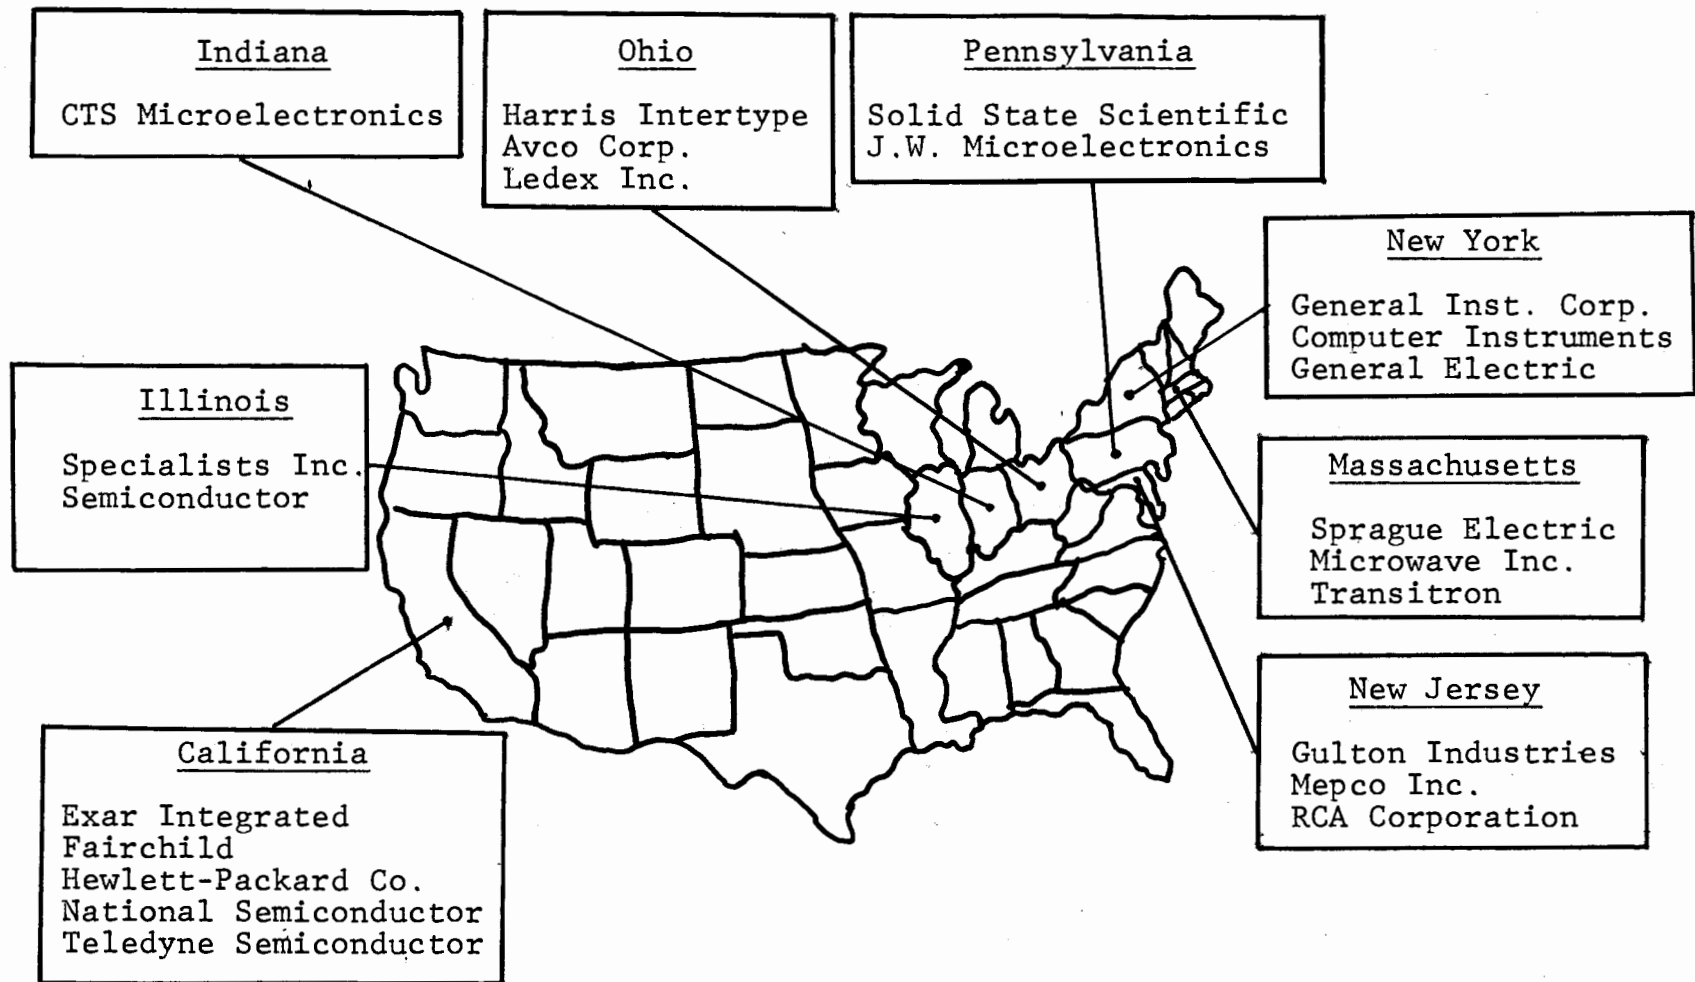 Indiana
CTS Microelectronics
Ohio
Harris Intertype
Avco Corp.
Ledex Inc.
Pennsylvania
Solid State Scientific
J.W. Microelectronics
New York
General Inst. Corp.
Computer Instruments
General Electric
Illinois
Specialists Inc.
Semiconductor
Massachusetts
Sprague Electric
Microwave Inc.
Transitron
New Jersey
Gulton Industries
Mepco Inc.
RCA Corporation
California
Exar Integrated
Fairchild
Hewlett-Packard Co.
National Semiconductor
Teledyne Semiconductor